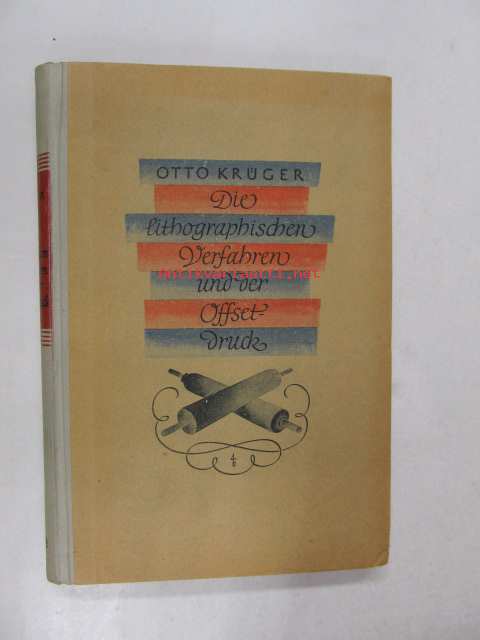 OTTO KRÜGER
Die
lithographischen
Verfahren
und der
Offset-
druck